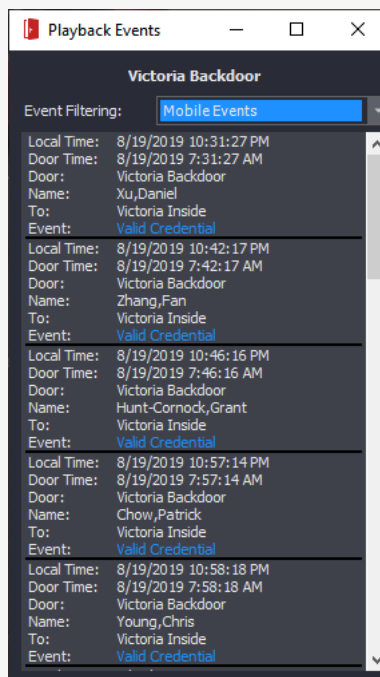 Playback Events
Victoria Backdoor
Event Filtering: Mobile Events
Local Time: 8/19/2019 10:31:27 PM
Door Time: 8/19/2019 7:31:27 AM
Door: Victoria Backdoor
Name: Xu,Daniel
To: Victoria Inside
Event: Valid Credential
Local Time: 8/19/2019 10:42:17 PM
Door Time: 8/19/2019 7:42:17 AM
Door: Victoria Backdoor
Name: Zhang,Fan
To: Victoria Inside
Event: Valid Credential
Local Time: 8/19/2019 10:46:16 PM
Door Time: 8/19/2019 7:46:16 AM
Door: Victoria Backdoor
Name: Hunt-Cornock,Grant
To: Victoria Inside
Event: Valid Credential
Local Time: 8/19/2019 10:57:14 PM
Door Time: 8/19/2019 7:57:14 AM
Door: Victoria Backdoor
Name: Chow,Patrick
To: Victoria Inside
Event: Valid Credential
Local Time: 8/19/2019 10:58:18 PM
Door Time: 8/19/2019 7:58:18 AM
Door: Victoria Backdoor
Name: Young,Chris
To: Victoria Inside
Event: Valid Credential